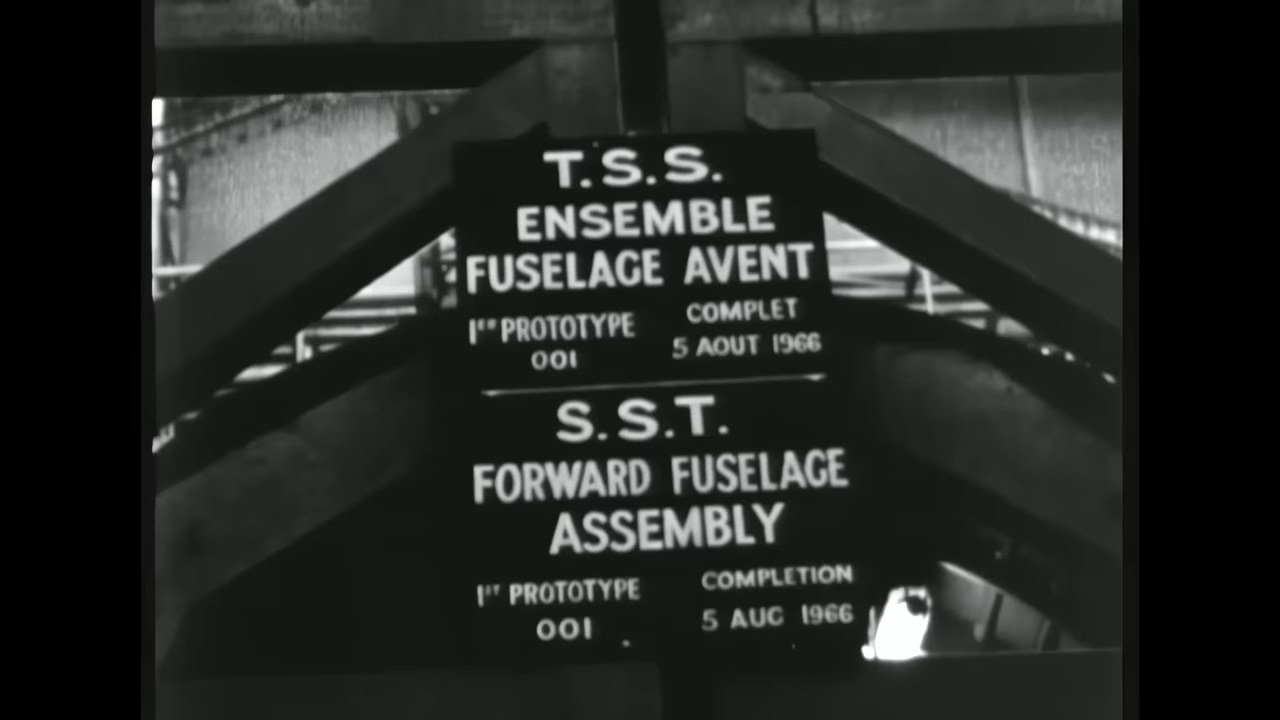 T.S.S.
ENSEMBLE
FUSELAGE AVENT
1ER PROTOTYPE COMPLET
001 5 AOUT 1966
S.S.T.
FORWARD FUSELAGE
ASSEMBLY
1ST PROTOTYPE COMPLETION
001 5 AUG 1966